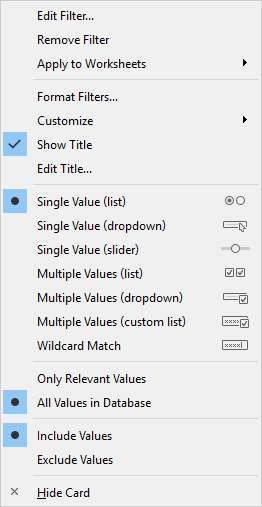 Edit Filter...
Remove Filter
Apply to Worksheets
Format Filters...
Customize
Show Title
Edit Title...
Single Value (list)
Single Value (dropdown)
Single Value (slider)
Multiple Values (list)
Multiple Values (dropdown)
Multiple Values (custom list)
Wildcard Match
Only Relevant Values
All Values in Database
Include Values
Exclude Values
Hide Card